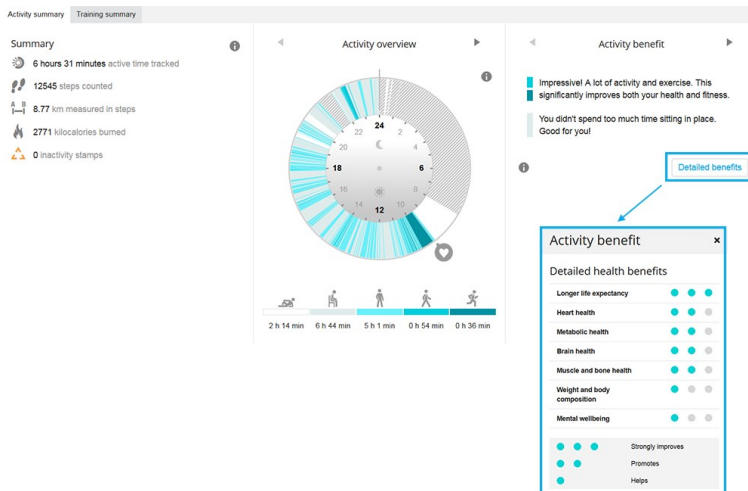 Activity summary
Training summary
Summary
6 hours 31 minutes active time tracked
12545 steps counted
A B
8.77 km measured in steps
2771 kilocalories burned
0 inactivity stamps
Activity overview
24
22
2
20
4
18
6
16
8
14
10
12
2 h 14 min
6 h 44 min
5 h 1 min
0 h 54 min
0 h 36 min
Activity benefit
Impressive! A lot of activity and exercise. This
significantly improves both your health and fitness.
You didn't spend too much time sitting in place.
Good for you!
Detailed benefits
Activity benefit
×
Detailed health benefits
Longer life expectancy
Heart health
Metabolic health
Brain health
Muscle and bone health
Weight and body
composition
Mental wellbeing
Strongly improves
Promotes
Helps